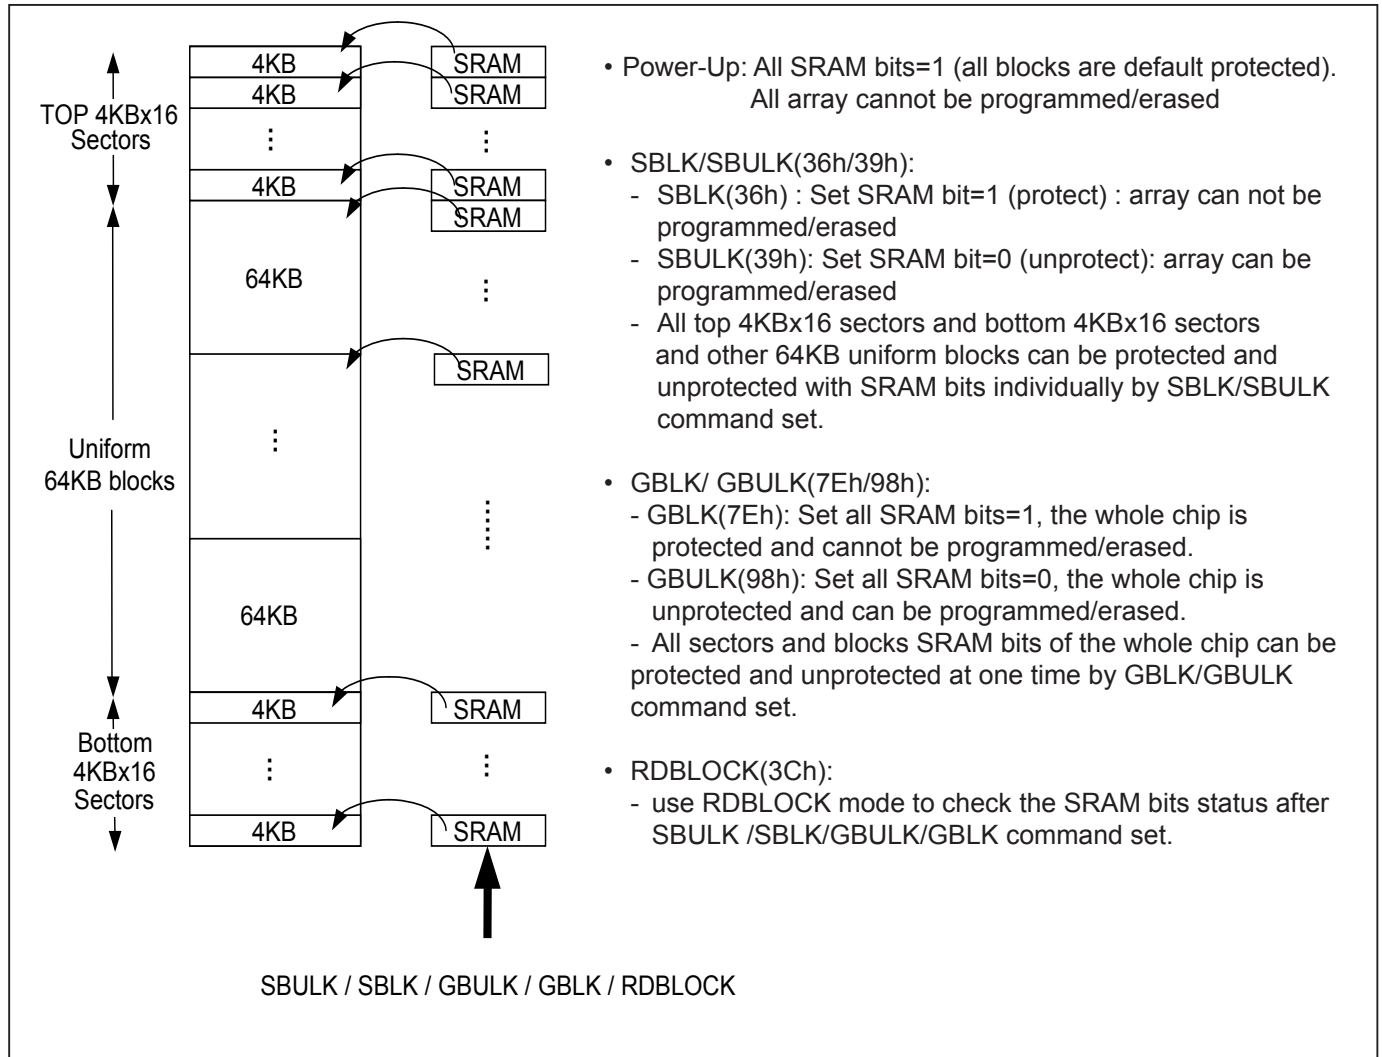 4KB
SRAM
4KB
SRAM
TOP 4KBx16
Sectors
4KB
SRAM
SRAM
64KB
SRAM
Uniform
64KB blocks
64KB
4KB
SRAM
Bottom
4KBx16
Sectors
4KB
SRAM
SBULK / SBLK / GBULK / GBLK / RDBLOCK
• Power-Up: All SRAM bits=1 (all blocks are default protected).
All array cannot be programmed/erased
• SBLK/SBULK(36h/39h):
- SBLK(36h) : Set SRAM bit=1 (protect) : array can not be
programmed/erased
- SBULK(39h): Set SRAM bit=0 (unprotect): array can be
programmed/erased
- All top 4KBx16 sectors and bottom 4KBx16 sectors
and other 64KB uniform blocks can be protected and
unprotected with SRAM bits individually by SBLK/SBULK
command set.
• GBLK/ GBULK(7Eh/98h):
- GBLK(7Eh): Set all SRAM bits=1, the whole chip is
protected and cannot be programmed/erased.
- GBULK(98h): Set all SRAM bits=0, the whole chip is
unprotected and can be programmed/erased.
- All sectors and blocks SRAM bits of the whole chip can be
protected and unprotected at one time by GBLK/GBULK
command set.
• RDBLOCK(3Ch):
- use RDBLOCK mode to check the SRAM bits status after
SBULK /SBLK/GBULK/GBLK command set.